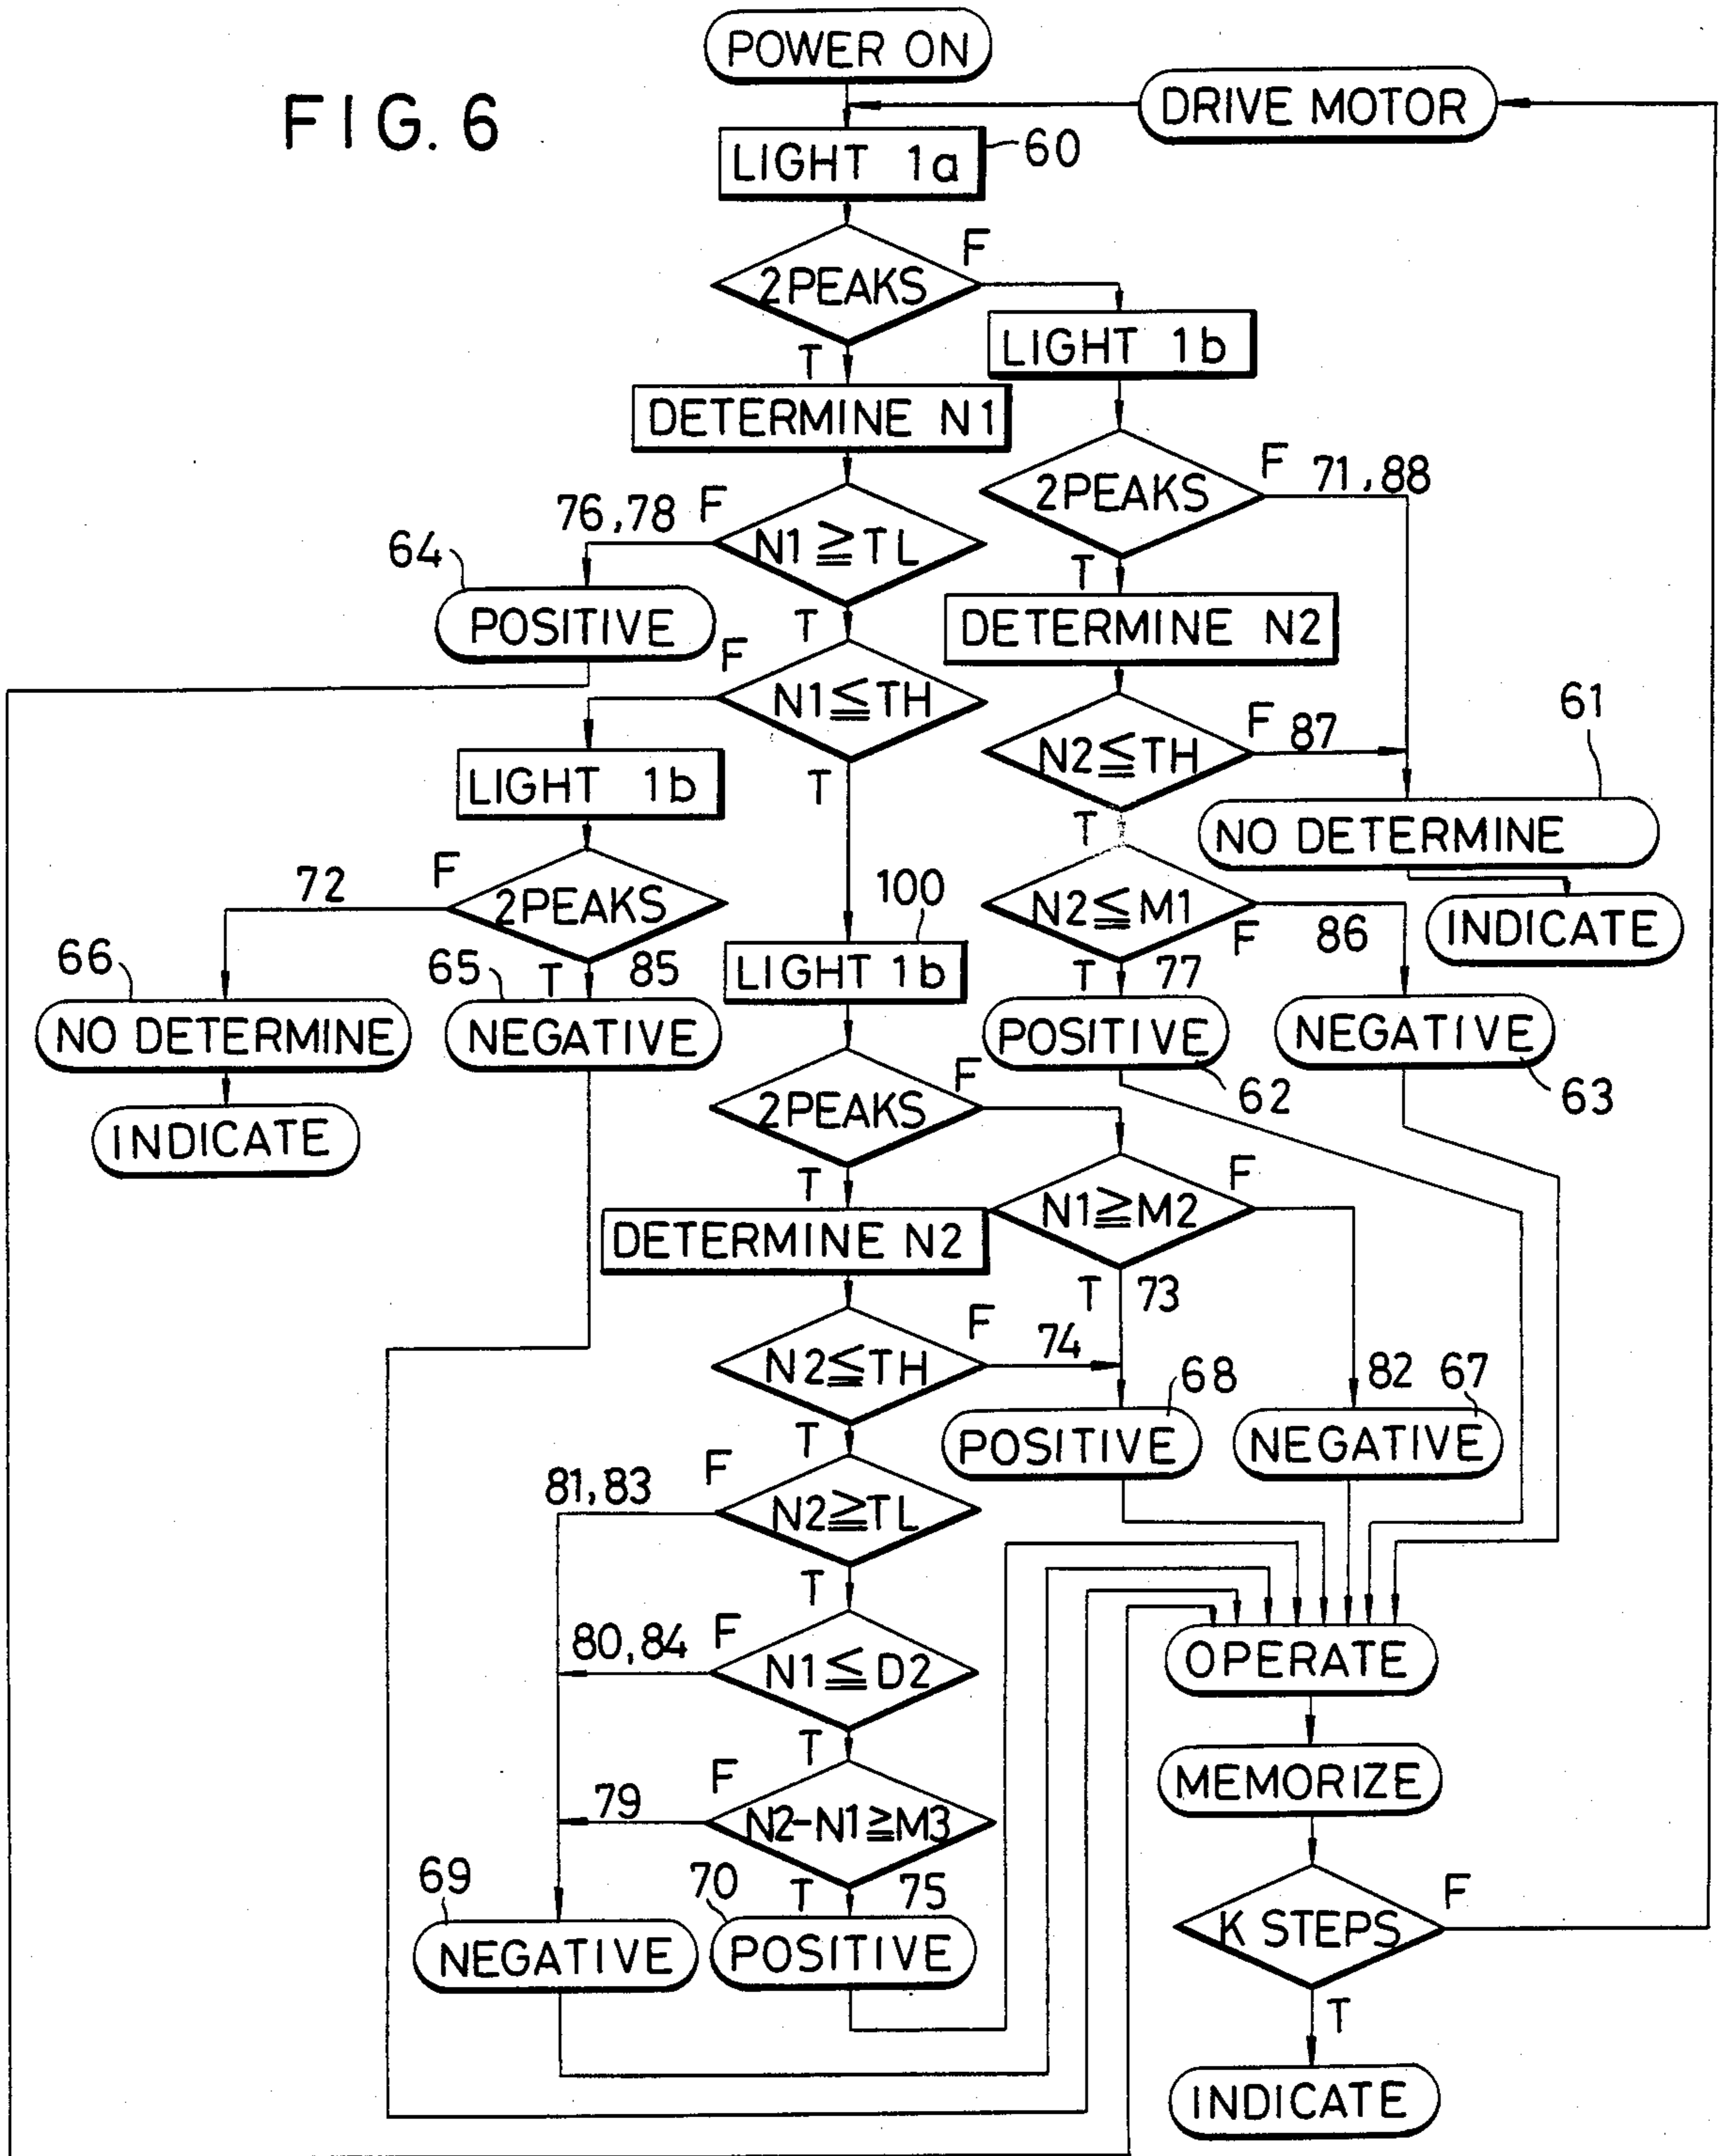 POWER ON
FIG. 6
DRIVE MOTOR
LIGHT 1a
60
2PEAKS
F
T
LIGHT 1b
DETERMINE N1
2PEAKS
F
71,88
T
76,78
F
N1≧TL
T
64
POSITIVE
DETERMINE N2
F
N1≦TH
T
N2≦TH
F
87
T
61
NO DETERMINE
INDICATE
LIGHT 1b
72
F
2PEAKS
T
85
100
LIGHT 1b
N2≦M1
F
86
T
77
66
NO DETERMINE
INDICATE
65
NEGATIVE
POSITIVE
62
NEGATIVE
63
2PEAKS
F
T
DETERMINE N2
N1≧M2
F
T
73
N2≦TH
F
74
T
68
POSITIVE
82
67
NEGATIVE
81,83
F
N2≧TL
T
80,84
F
N1≦D2
T
OPERATE
79
F
N2-N1≧M3
T
75
MEMORIZE
69
NEGATIVE
70
POSITIVE
K STEPS
F
T
INDICATE